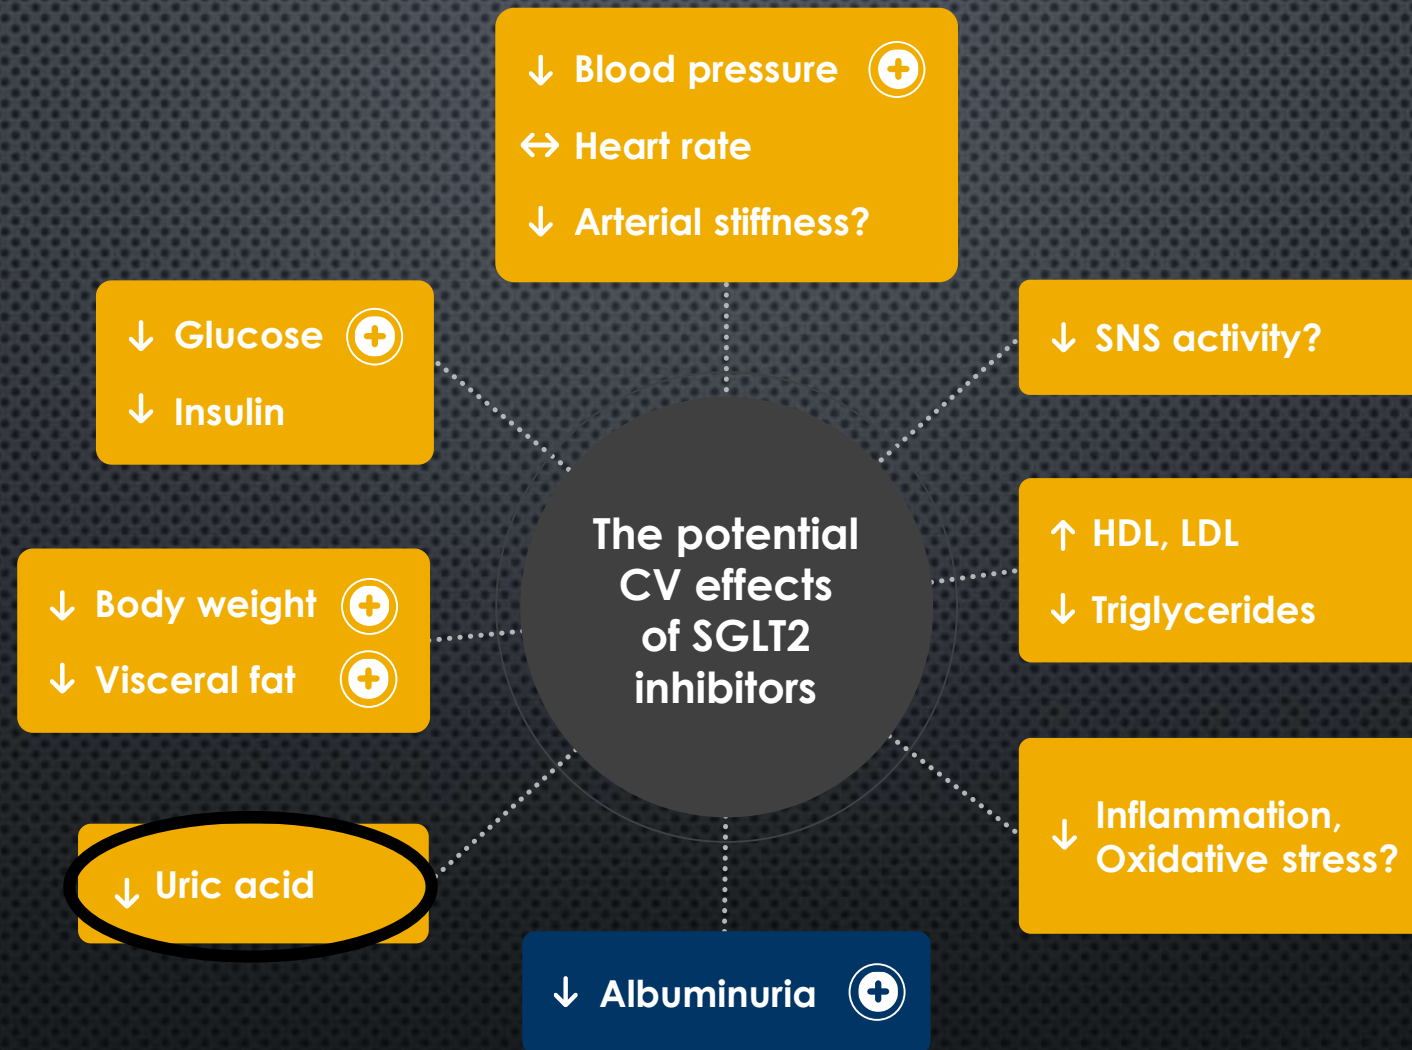 ↓ Blood pressure
↔ Heart rate
↓ Arterial stiffness?
↓ Glucose
↓ Insulin
↓ SNS activity?
The potential
CV effects
of SGLT2
inhibitors
↑ HDL, LDL
↓ Triglycerides
↓ Body weight
↓ Visceral fat
↓ Inflammation,
Oxidative stress?
↓ Uric acid
↓ Albuminuria